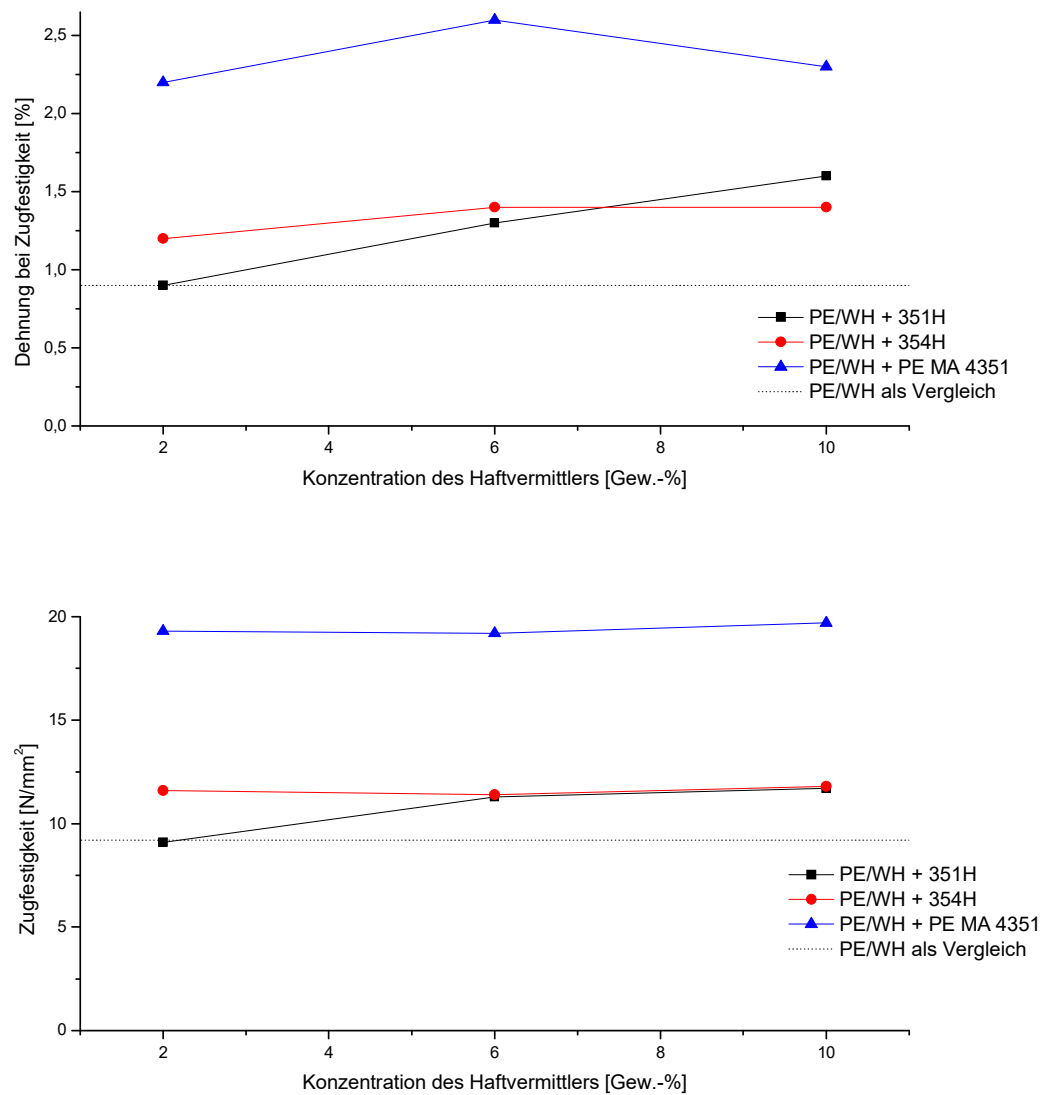 2,5
2,0
1,5
1,0
0,5
0,0
Dehnung bei Zugfestigkeit [%]
PE/WH + 351H
PE/WH + 354H
PE/WH + PE MA 4351
PE/WH als Vergleich
2 4 6 8 10
Konzentration des Haftvermittlers [Gew.-%]
20
15
10
5
0
Zugfestigkeit [N/mm²]
PE/WH + 351H
PE/WH + 354H
PE/WH + PE MA 4351
PE/WH als Vergleich
2 4 6 8 10
Konzentration des Haftvermittlers [Gew.-%]